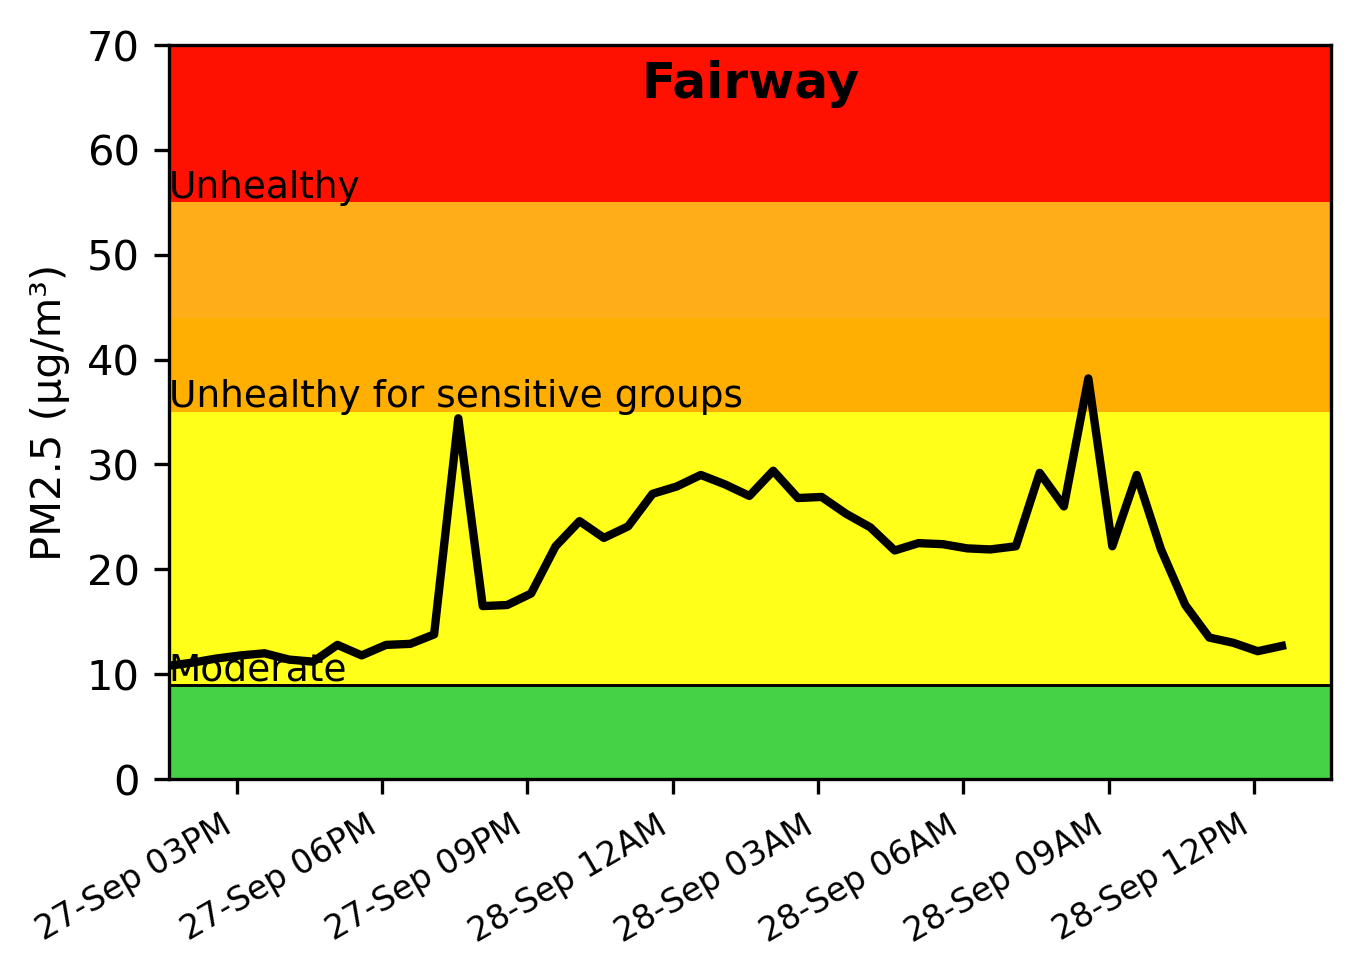 Fairway
PM2.5 (µg/m³)
70
60
50
40
30
20
10
0
Unhealthy
Unhealthy for sensitive groups
Moderate
27-Sep 03PM
27-Sep 06PM
27-Sep 09PM
28-Sep 12AM
28-Sep 03AM
28-Sep 06AM
28-Sep 09AM
28-Sep 12PM